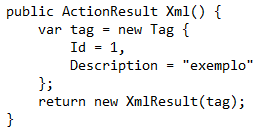 public ActionResult Xml() {
    var tag = new Tag {
        Id = 1,
        Description = "exemplo"
    };
    return new XmlResult(tag);
}